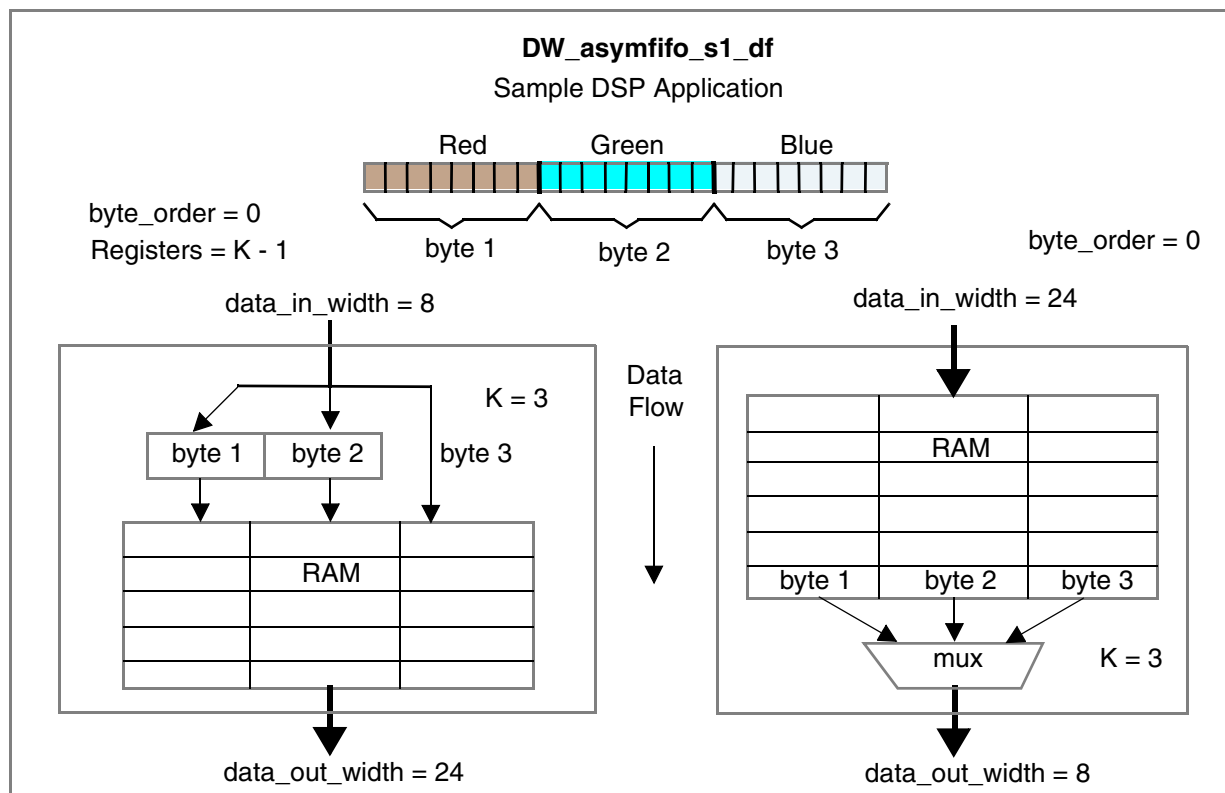 DW_asymfifo_s1_df
Sample DSP Application
Red Green Blue
byte 1 byte 2 byte 3
byte_order = 0
Registers = K - 1
byte_order = 0
data_in_width = 8
K = 3
byte 1 byte 2 byte 3
RAM
data_out_width = 24
Data
Flow
data_in_width = 24
RAM
byte 1 byte 2 byte 3
mux
K = 3
data_out_width = 8